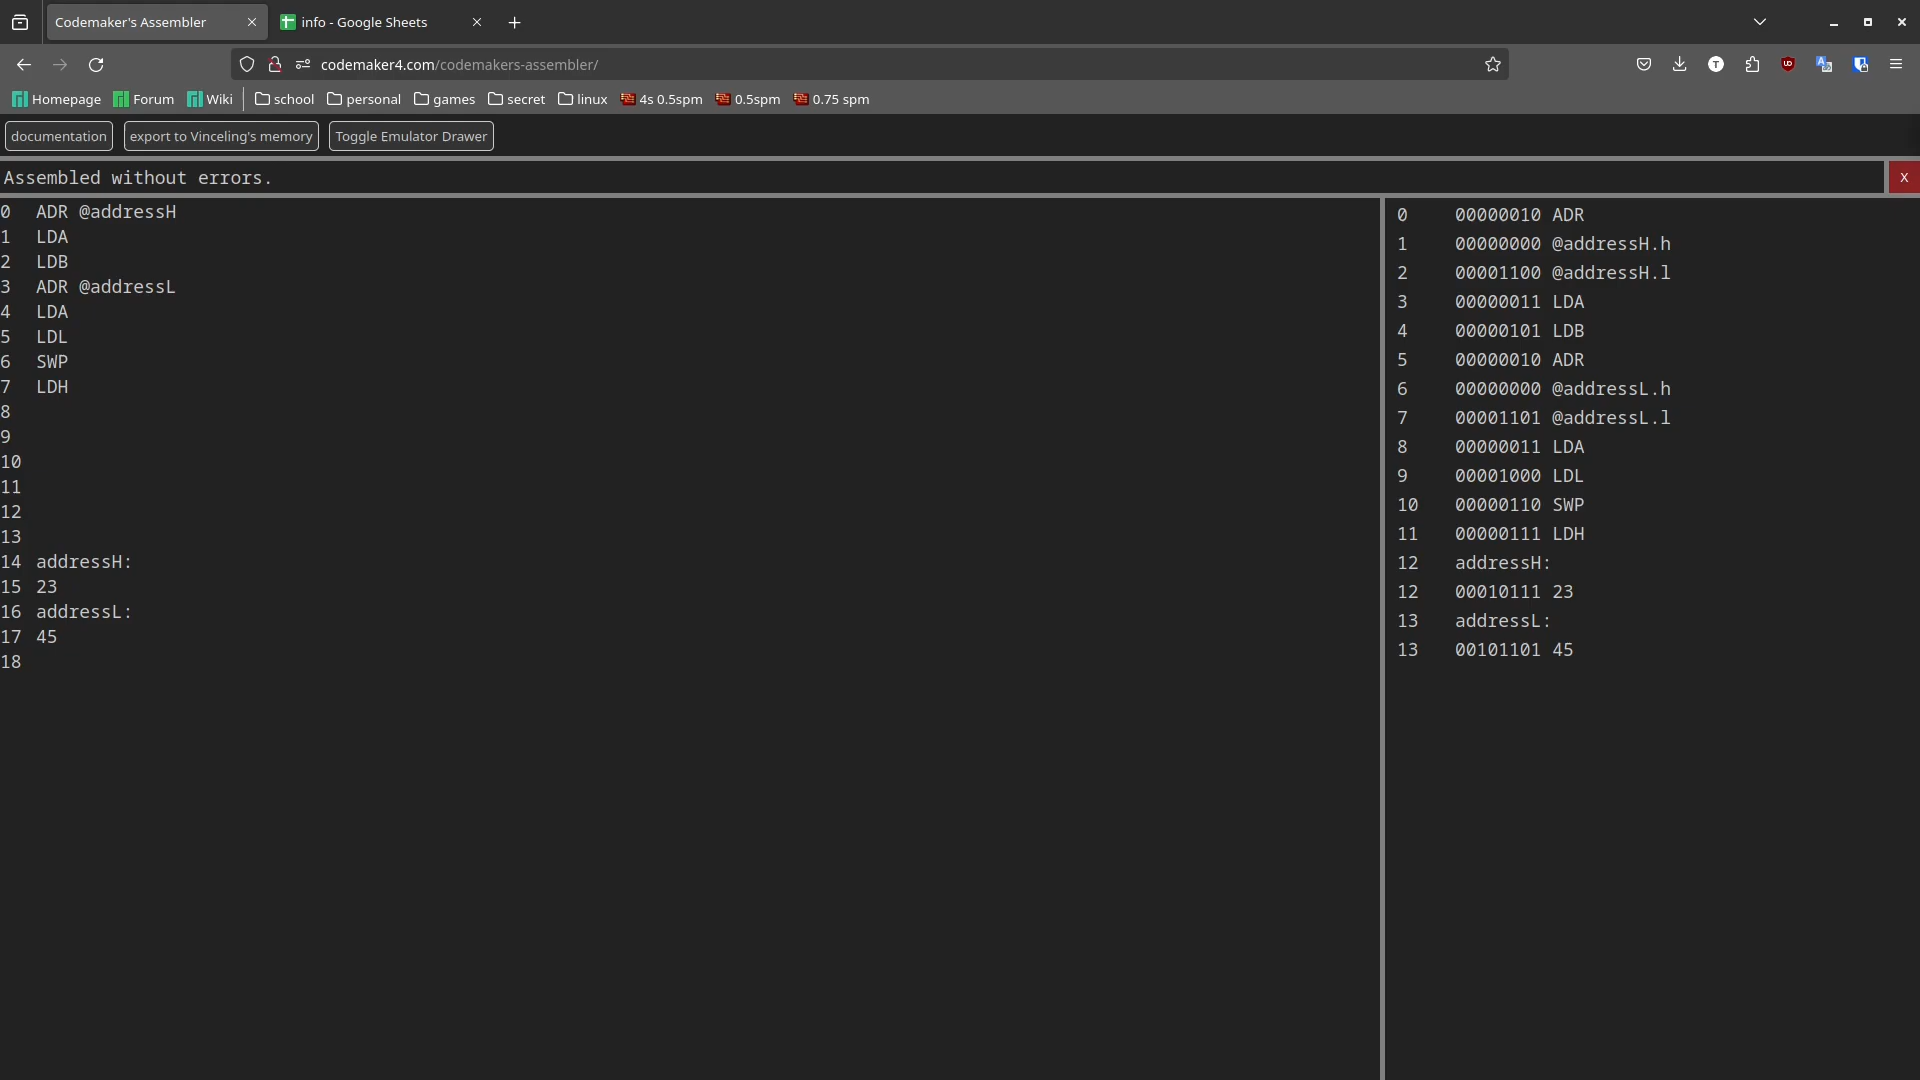 Codemaker's Assembler
info - Google Sheets
codemaker4.com/codemakers-assembler/
Homepage Forum Wiki school personal games secret linux 4s 0.5spm 0.5spm 0.75 spm
documentation export to Vinceling's memory Toggle Emulator Drawer
Assembled without errors.
X
0 ADR @addressH
1 LDA
2 LDB
3 ADR @addressL
4 LDA
5 LDL
6 SWP
7 LDH
8
9
10
11
12
13
14 addressH:
15 23
16 addressL:
17 45
18
0 00000010 ADR
1 00000000 @addressH.h
2 00001100 @addressH.l
3 00000011 LDA
4 00000101 LDB
5 00000010 ADR
6 00000000 @addressL.h
7 00001101 @addressL.l
8 00000011 LDA
9 00001000 LDL
10 00000110 SWP
11 00000111 LDH
12 addressH:
12 00010111 23
13 addressL:
13 00101101 45